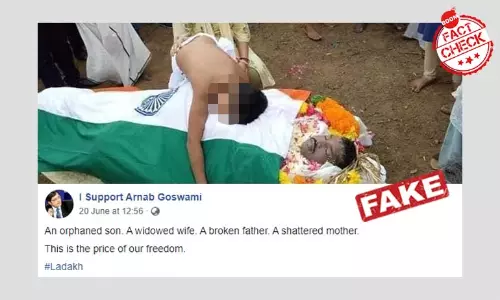 BOOM
FACT
CHECK
I Support Arnab Goswami
20 June at 12:56
FAKE
An orphaned son. A widowed wife. A broken father. A shattered mother.
This is the price of our freedom.
#Ladakh